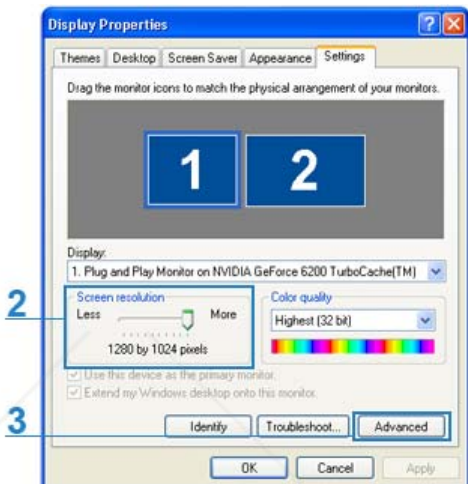 Display Properties
Themes Desktop Screen Saver Appearance Settings
Drag the monitor icons to match the physical arrangement of your monitors.
1 2
Display:
1. Plug and Play Monitor on NVIDIA GeForce 6200 TurboCache(TM)
2
Screen resolution
Less More
1280 by 1024 pixels
Color quality
Highest (32 bit)
Use this device as the primary monitor.
Extend my Windows desktop onto this monitor.
3
Identify Troubleshoot... Advanced
OK Cancel Apply